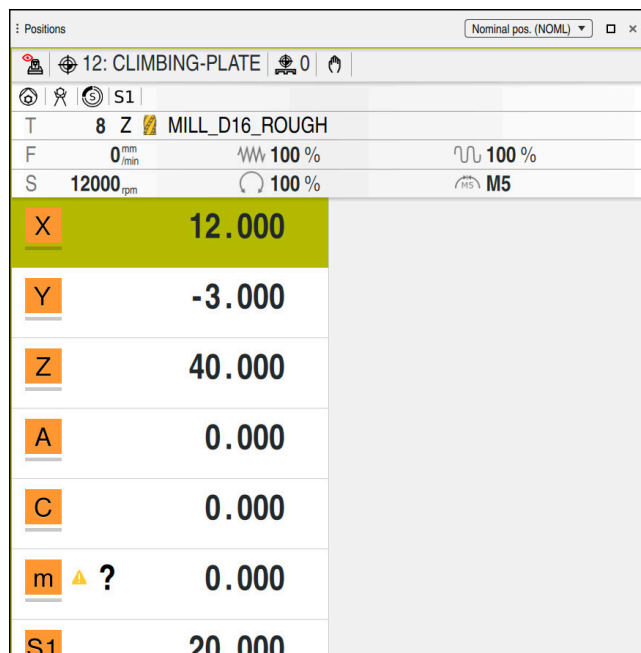 Positions Nominal pos. (NOML)
12: CLIMBING-PLATE 0
S S1
T 8 Z MILL_D16_ROUGH
F 0 mm/min 100 % 100 %
S 12000 rpm 100 % M5 M5
X 12.000
Y -3.000
Z 40.000
A 0.000
C 0.000
m ? 0.000
S1 20.000